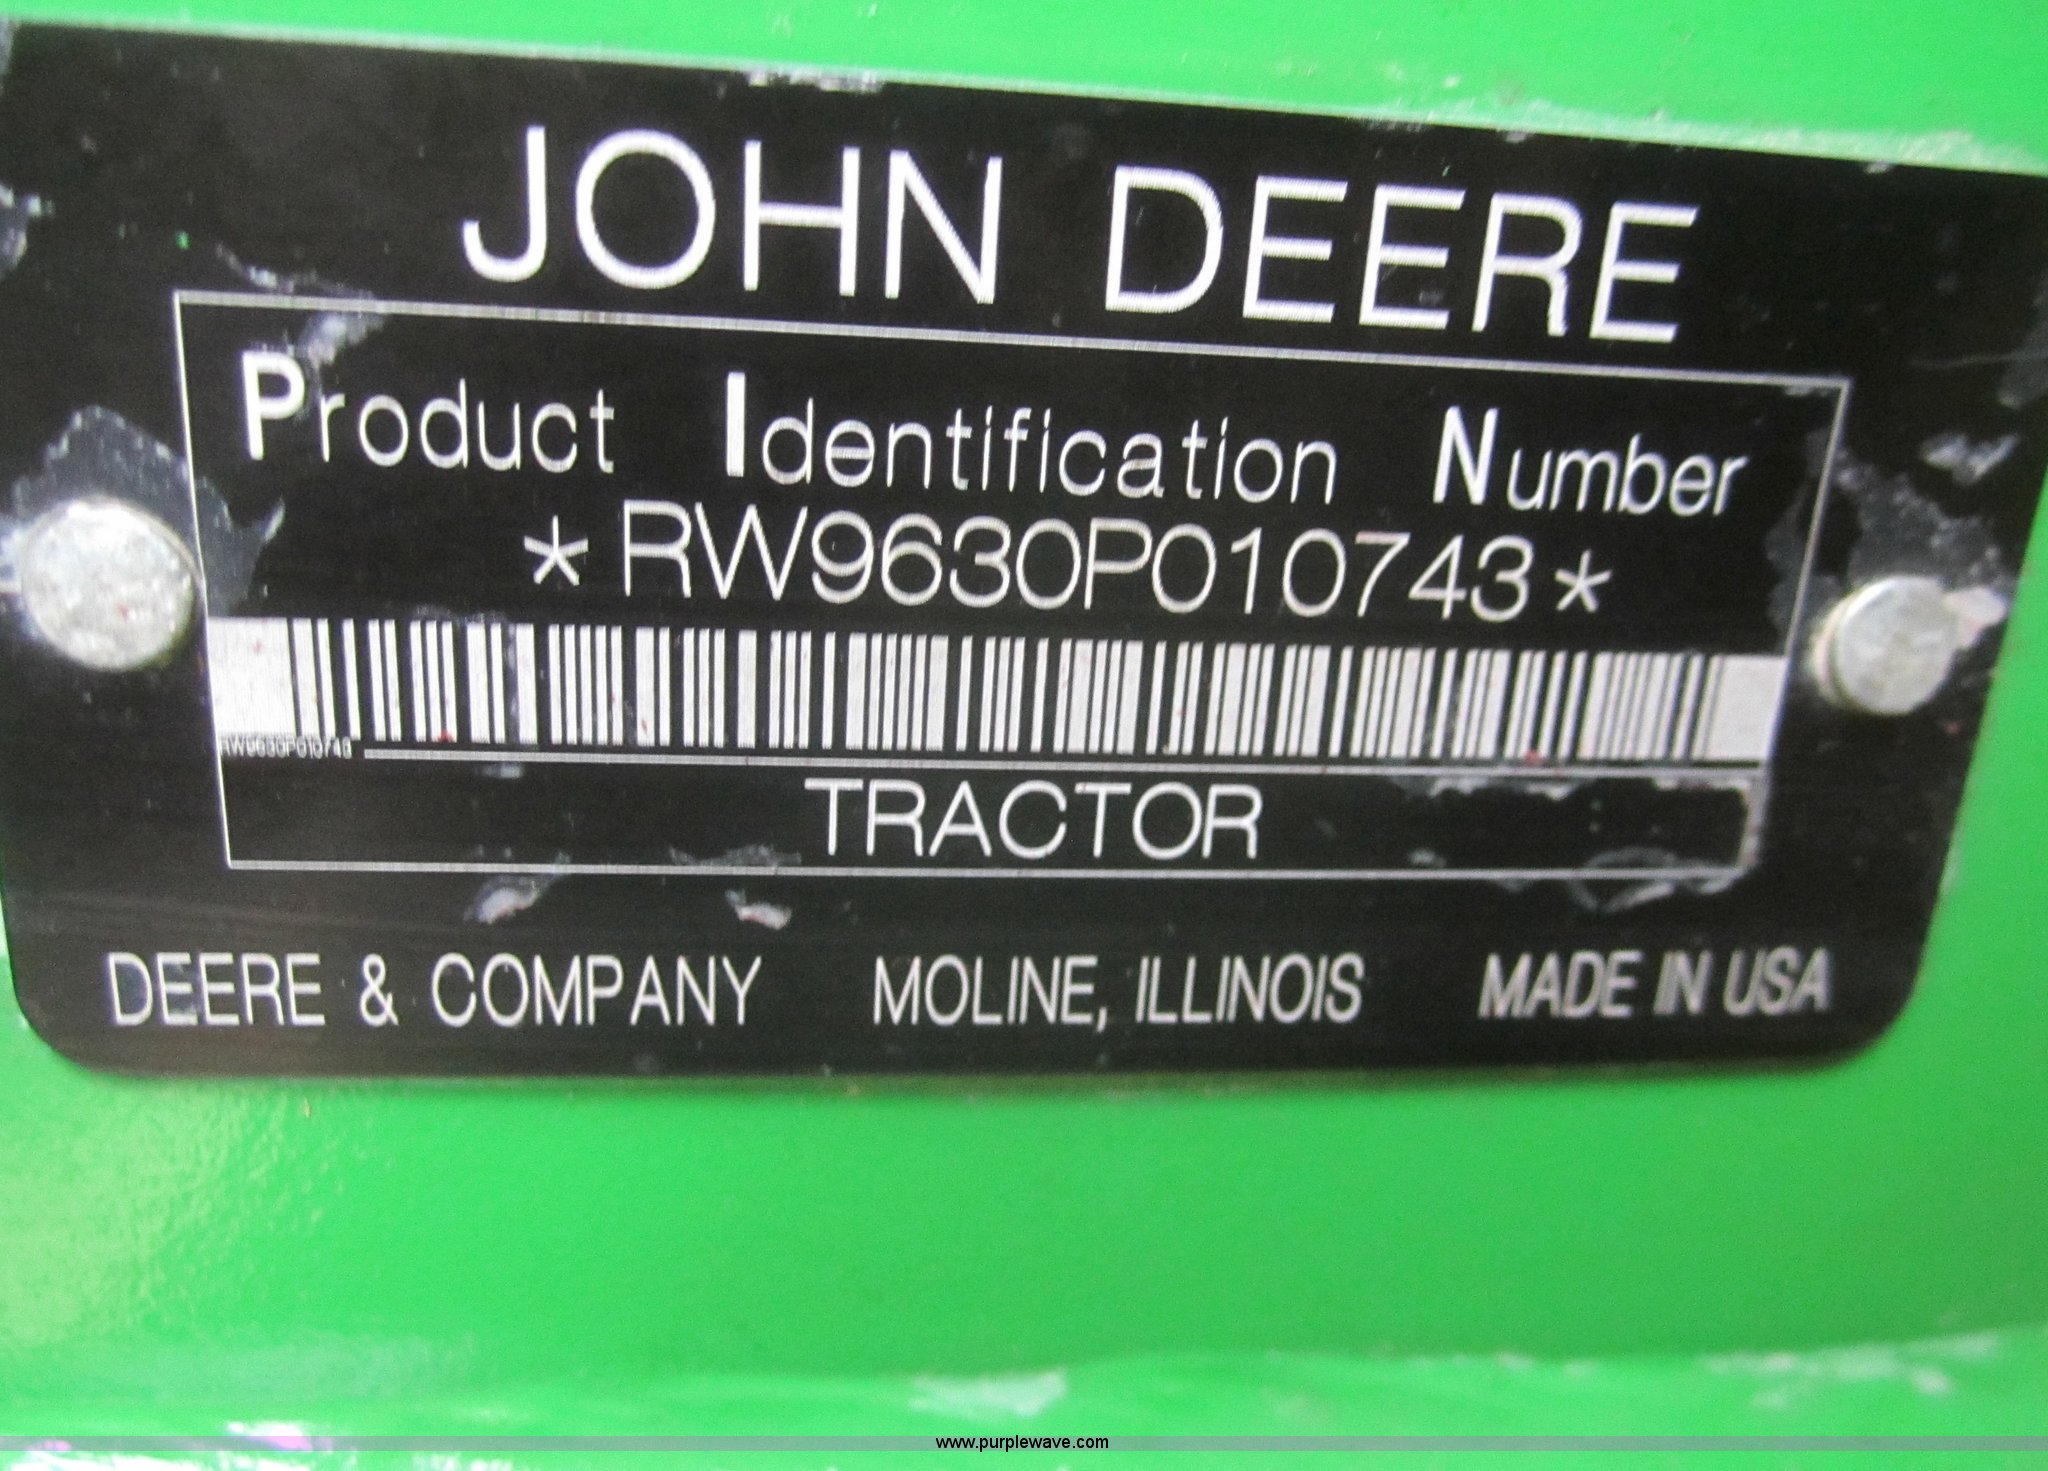 JOHN DEERE
Product Identification Number
*RW9630P010743*
RW9630P010743
TRACTOR
DEERE & COMPANY MOLINE, ILLINOIS MADE IN USA
www.purplewave.com